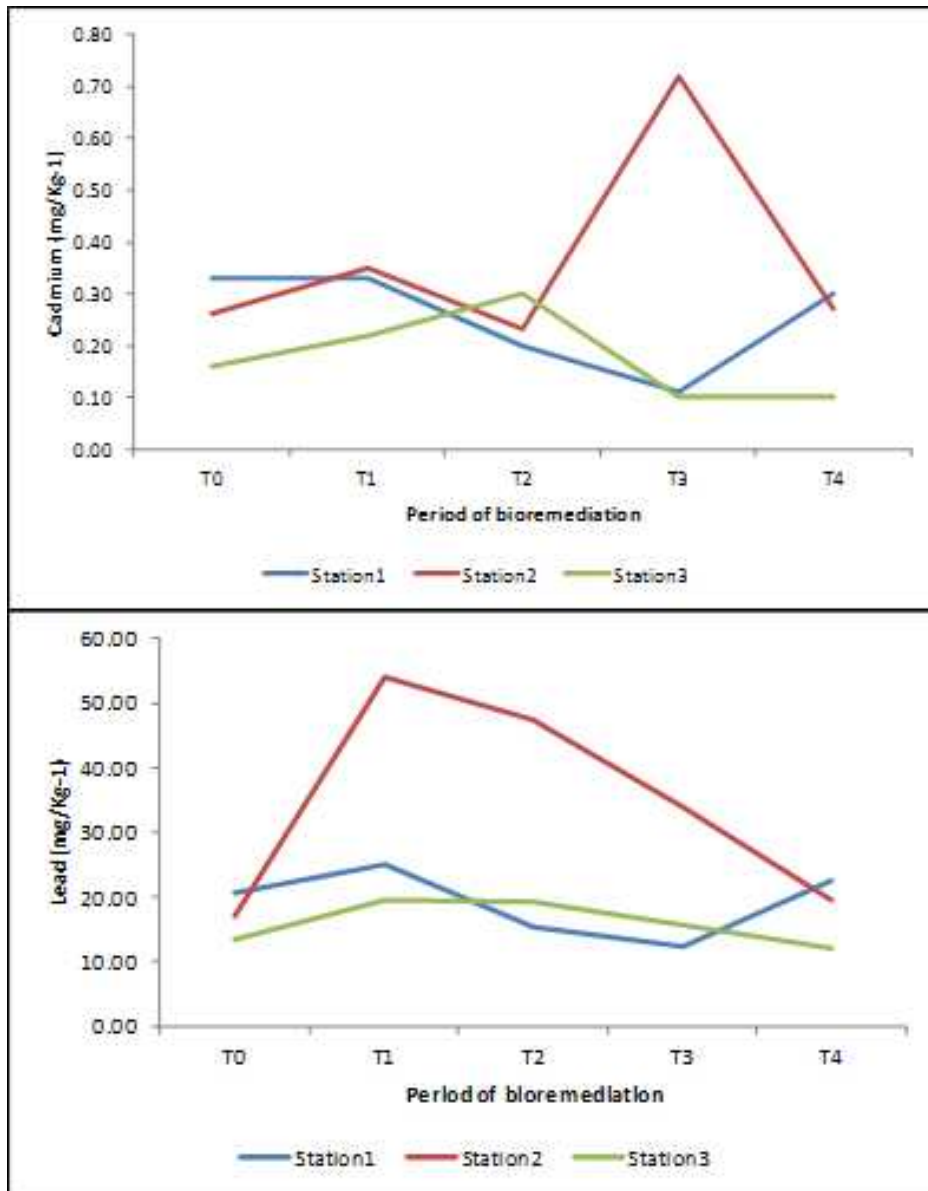 0.80
0.70
0.60
0.50
0.40
0.30
0.20
0.10
0.00
Cadmium (mg/Kg-1)
T0 T1 T2 T3 T4
Period of bioremediation
Station1 Station2 Station3
60.00
50.00
40.00
30.00
20.00
10.00
0.00
Lead (mg/Kg-1)
T0 T1 T2 T3 T4
Period of bioremediation
Station1 Station2 Station3